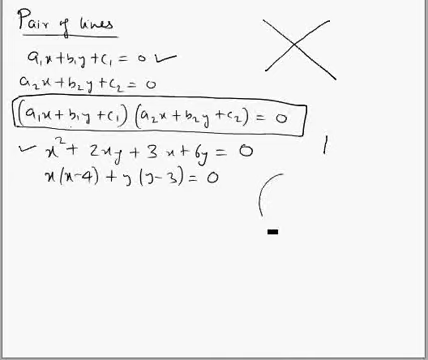 Pair of lines
a₁x + b₁y + c₁ = 0 ✓
a₂x + b₂y + c₂ = 0
(a₁x + b₁y + c₁) (a₂x + b₂y + c₂) = 0
✓ x² + 2xy + 3x + 6y = 0
x(x-4) + y(y-3) = 0